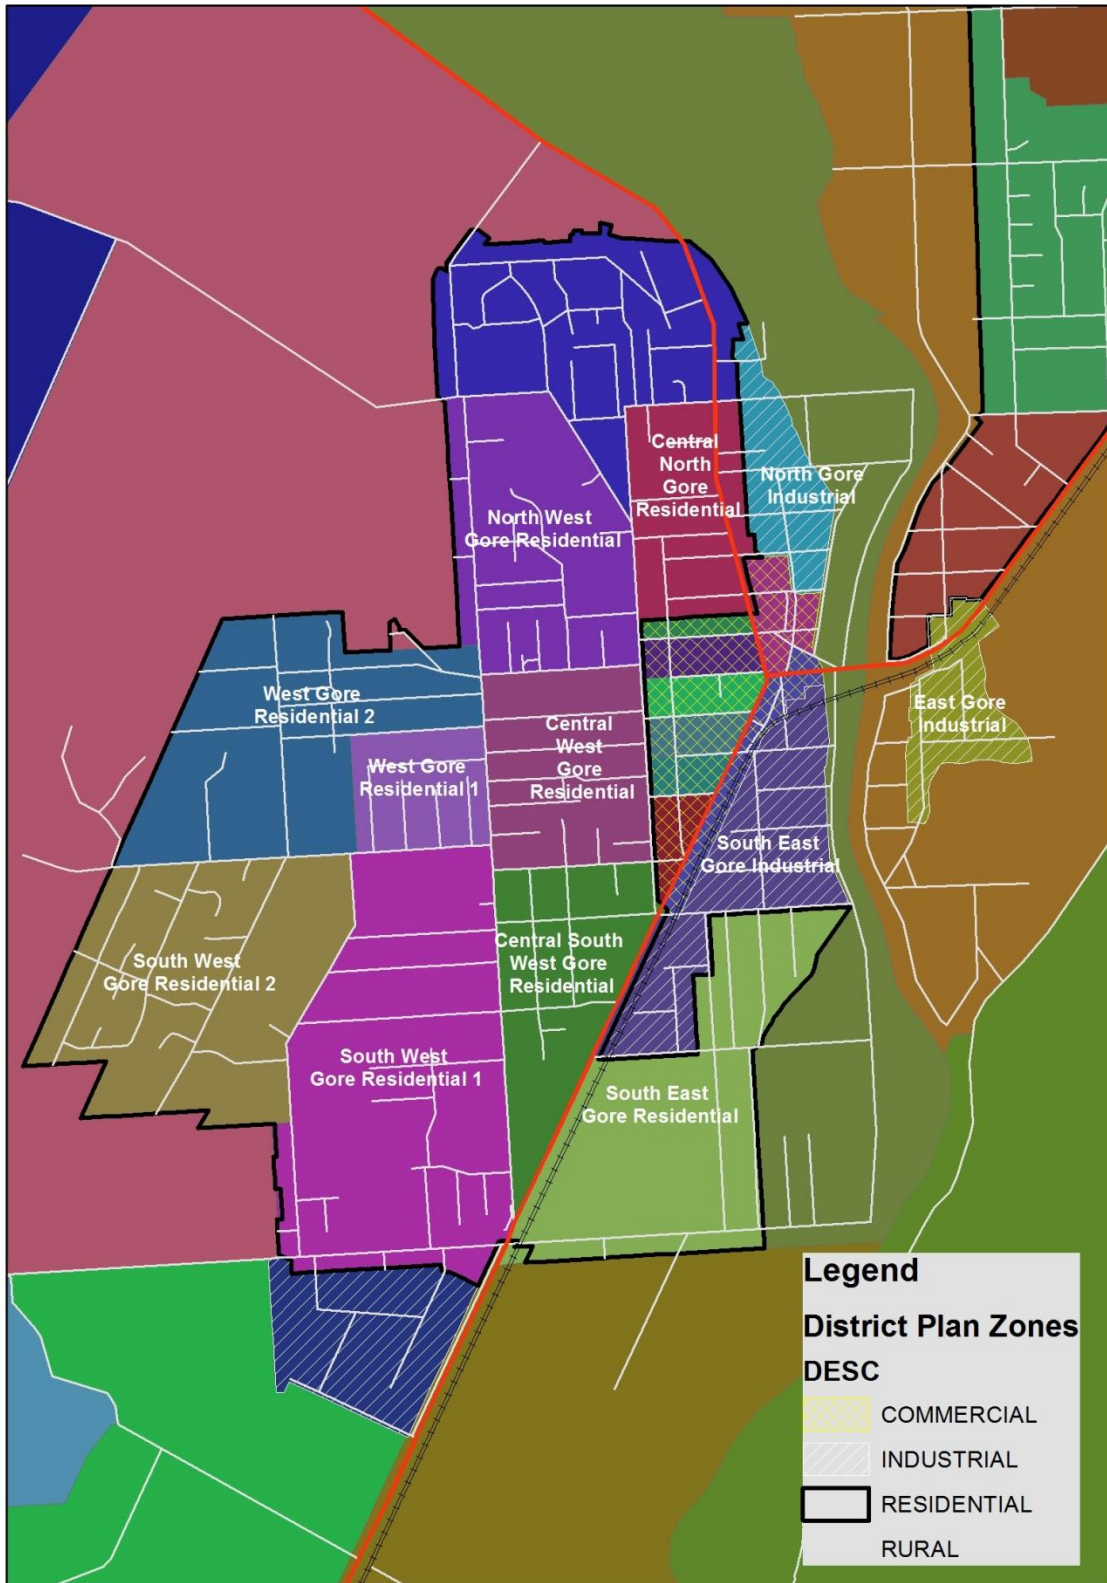 Central
North
Gore
Residential
North Gore
Industrial
North West
Gore Residential
West Gore
Residential 2
Central
West
Gore
Residential
East Gore
Industrial
West Gore
Residential 1
South East
Gore Industrial
Central South
West Gore
Residential
South West
Gore Residential 2
South West
Gore Residential 1
South East
Gore Residential
Legend
District Plan Zones
DESC
COMMERCIAL
INDUSTRIAL
RESIDENTIAL
RURAL